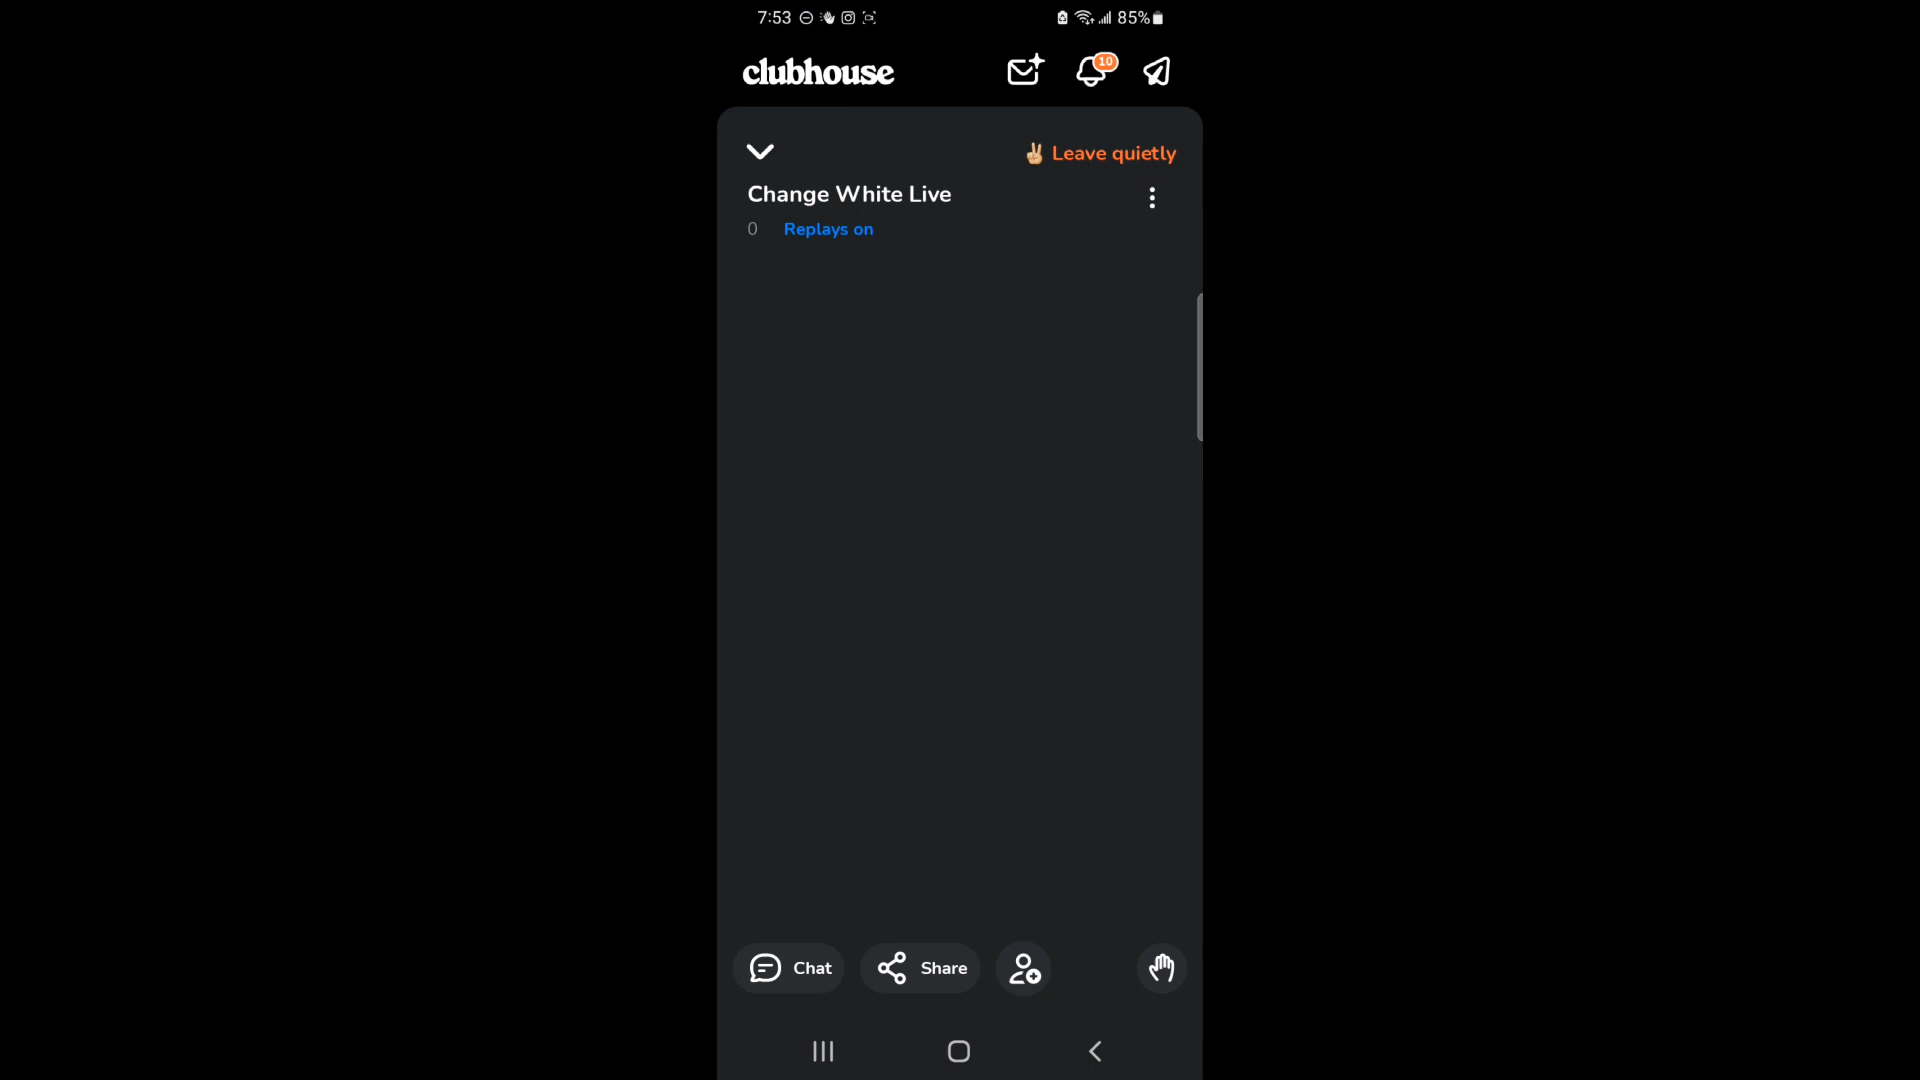 7:53
85%
clubhouse
10
Leave quietly
Change White Live
0 Replays on
Chat
Share